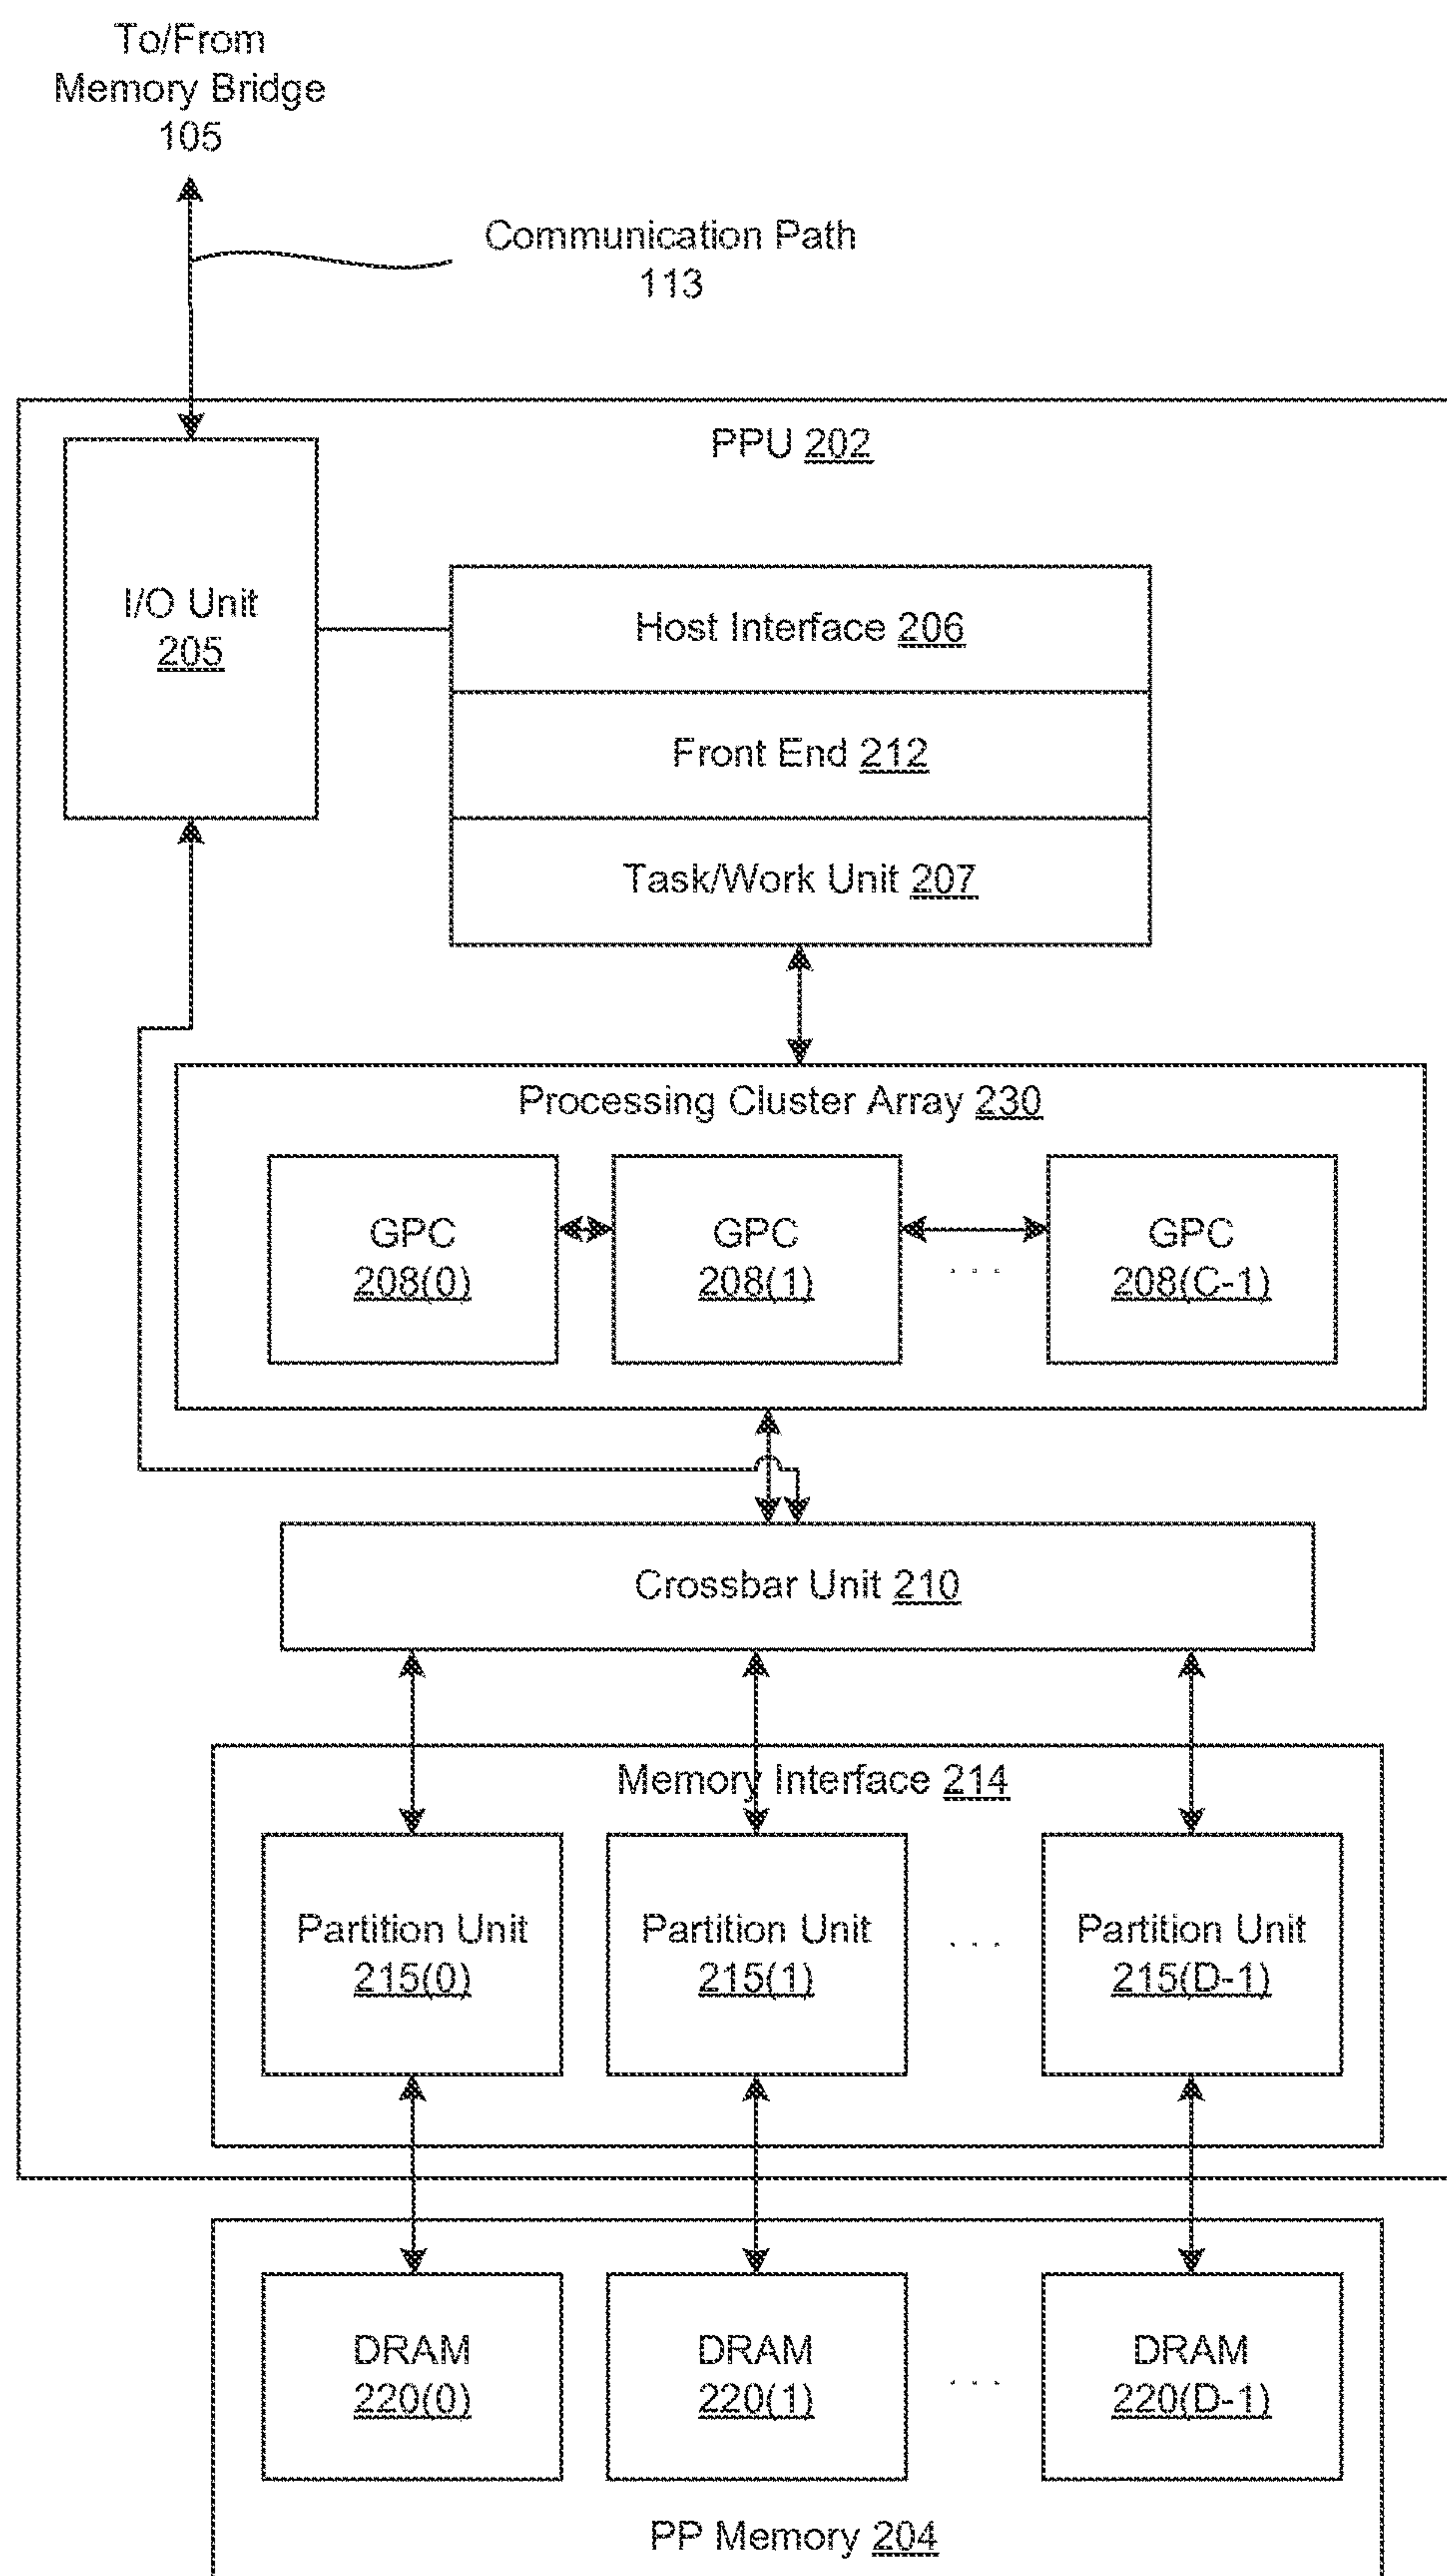 To/From
Memory Bridge
105
Communication Path
113
PPU 202
I/O Unit
205
Host Interface 206
Front End 212
Task/Work Unit 207
Processing Cluster Array 230
GPC
208(0)
GPC
208(1)
. . .
GPC
208(C-1)
Crossbar Unit 210
Memory Interface 214
Partition Unit
215(0)
Partition Unit
215(1)
. . .
Partition Unit
215(D-1)
DRAM
220(0)
DRAM
220(1)
. . .
DRAM
220(D-1)
PP Memory 204